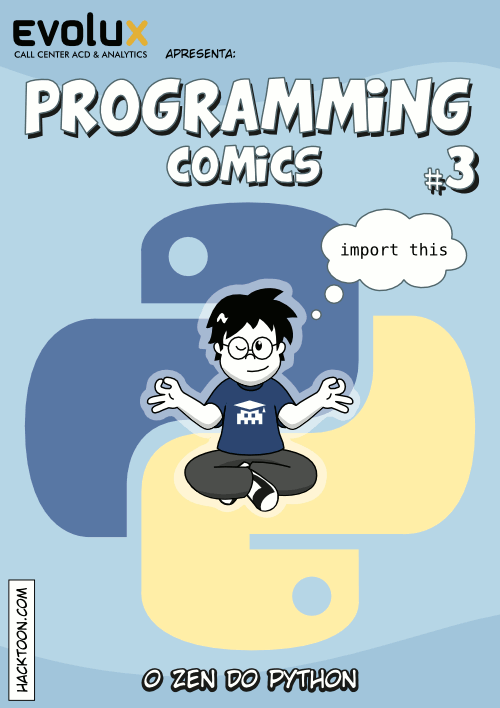 Evolux
CALL CENTER ACD & ANALYTICS
APRESENTA:
PROGRAMMiNG
COMiCS
#3
import this
HACKTOON.COM
O ZEN DO PYTHON